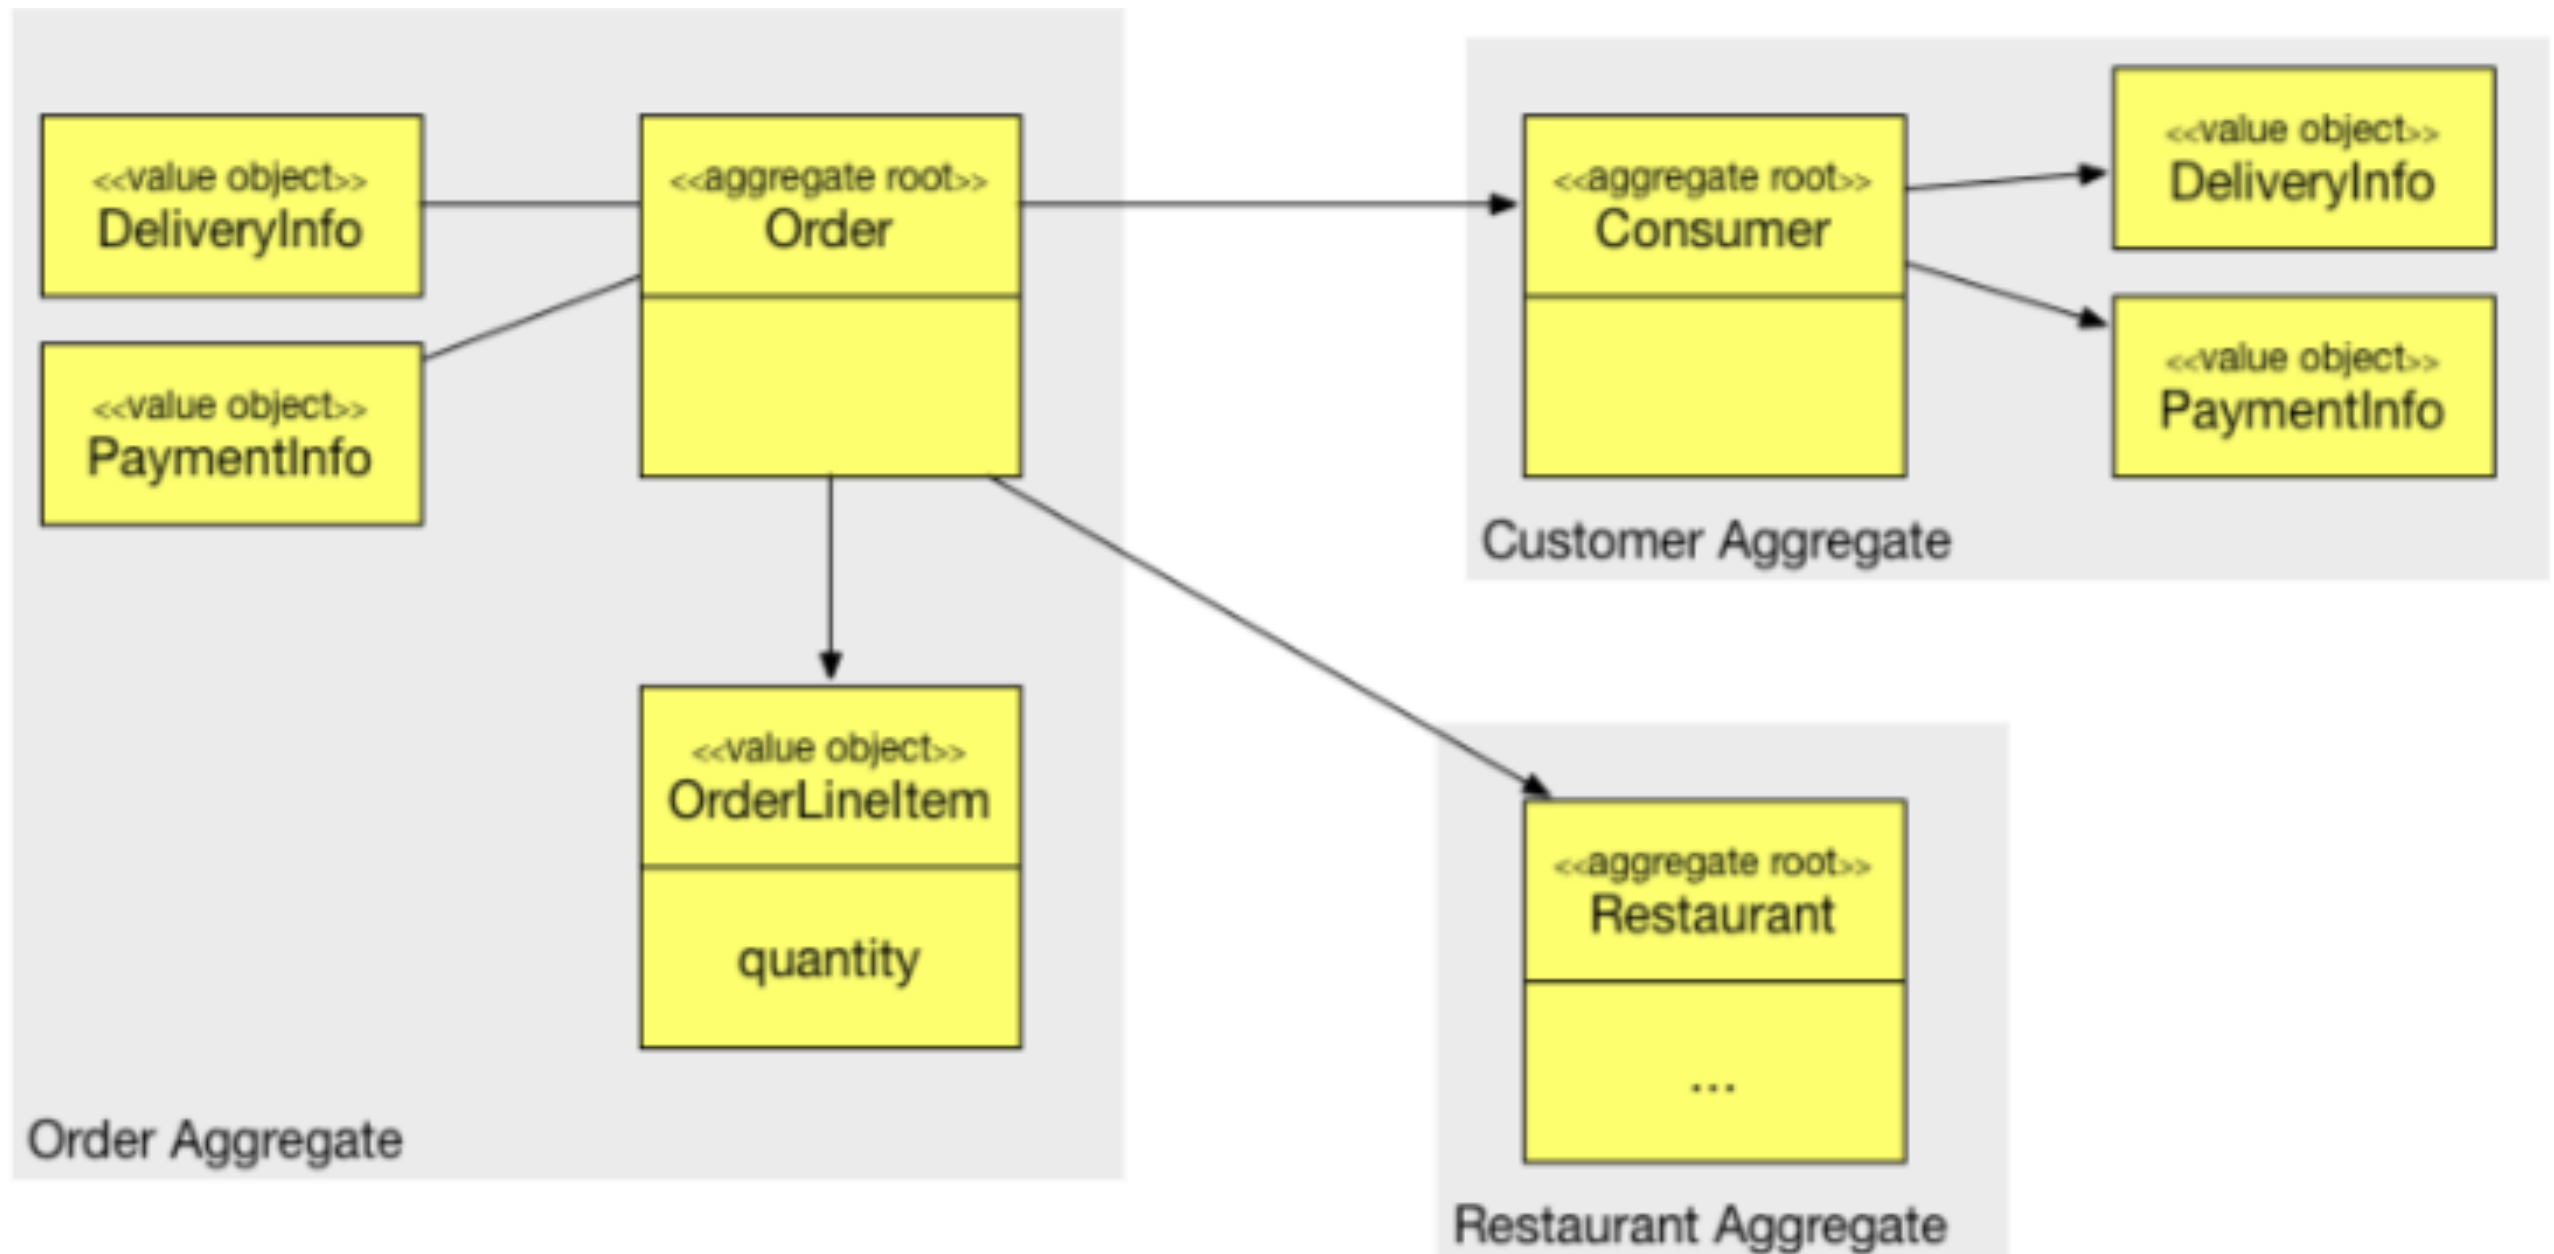 <<value object>>
DeliveryInfo
<<value object>>
PaymentInfo
<<aggregate root>>
Order
<<value object>>
OrderLineItem
quantity
Order Aggregate
<<aggregate root>>
Consumer
<<value object>>
DeliveryInfo
<<value object>>
PaymentInfo
Customer Aggregate
<<aggregate root>>
Restaurant
...
Restaurant Aggregate